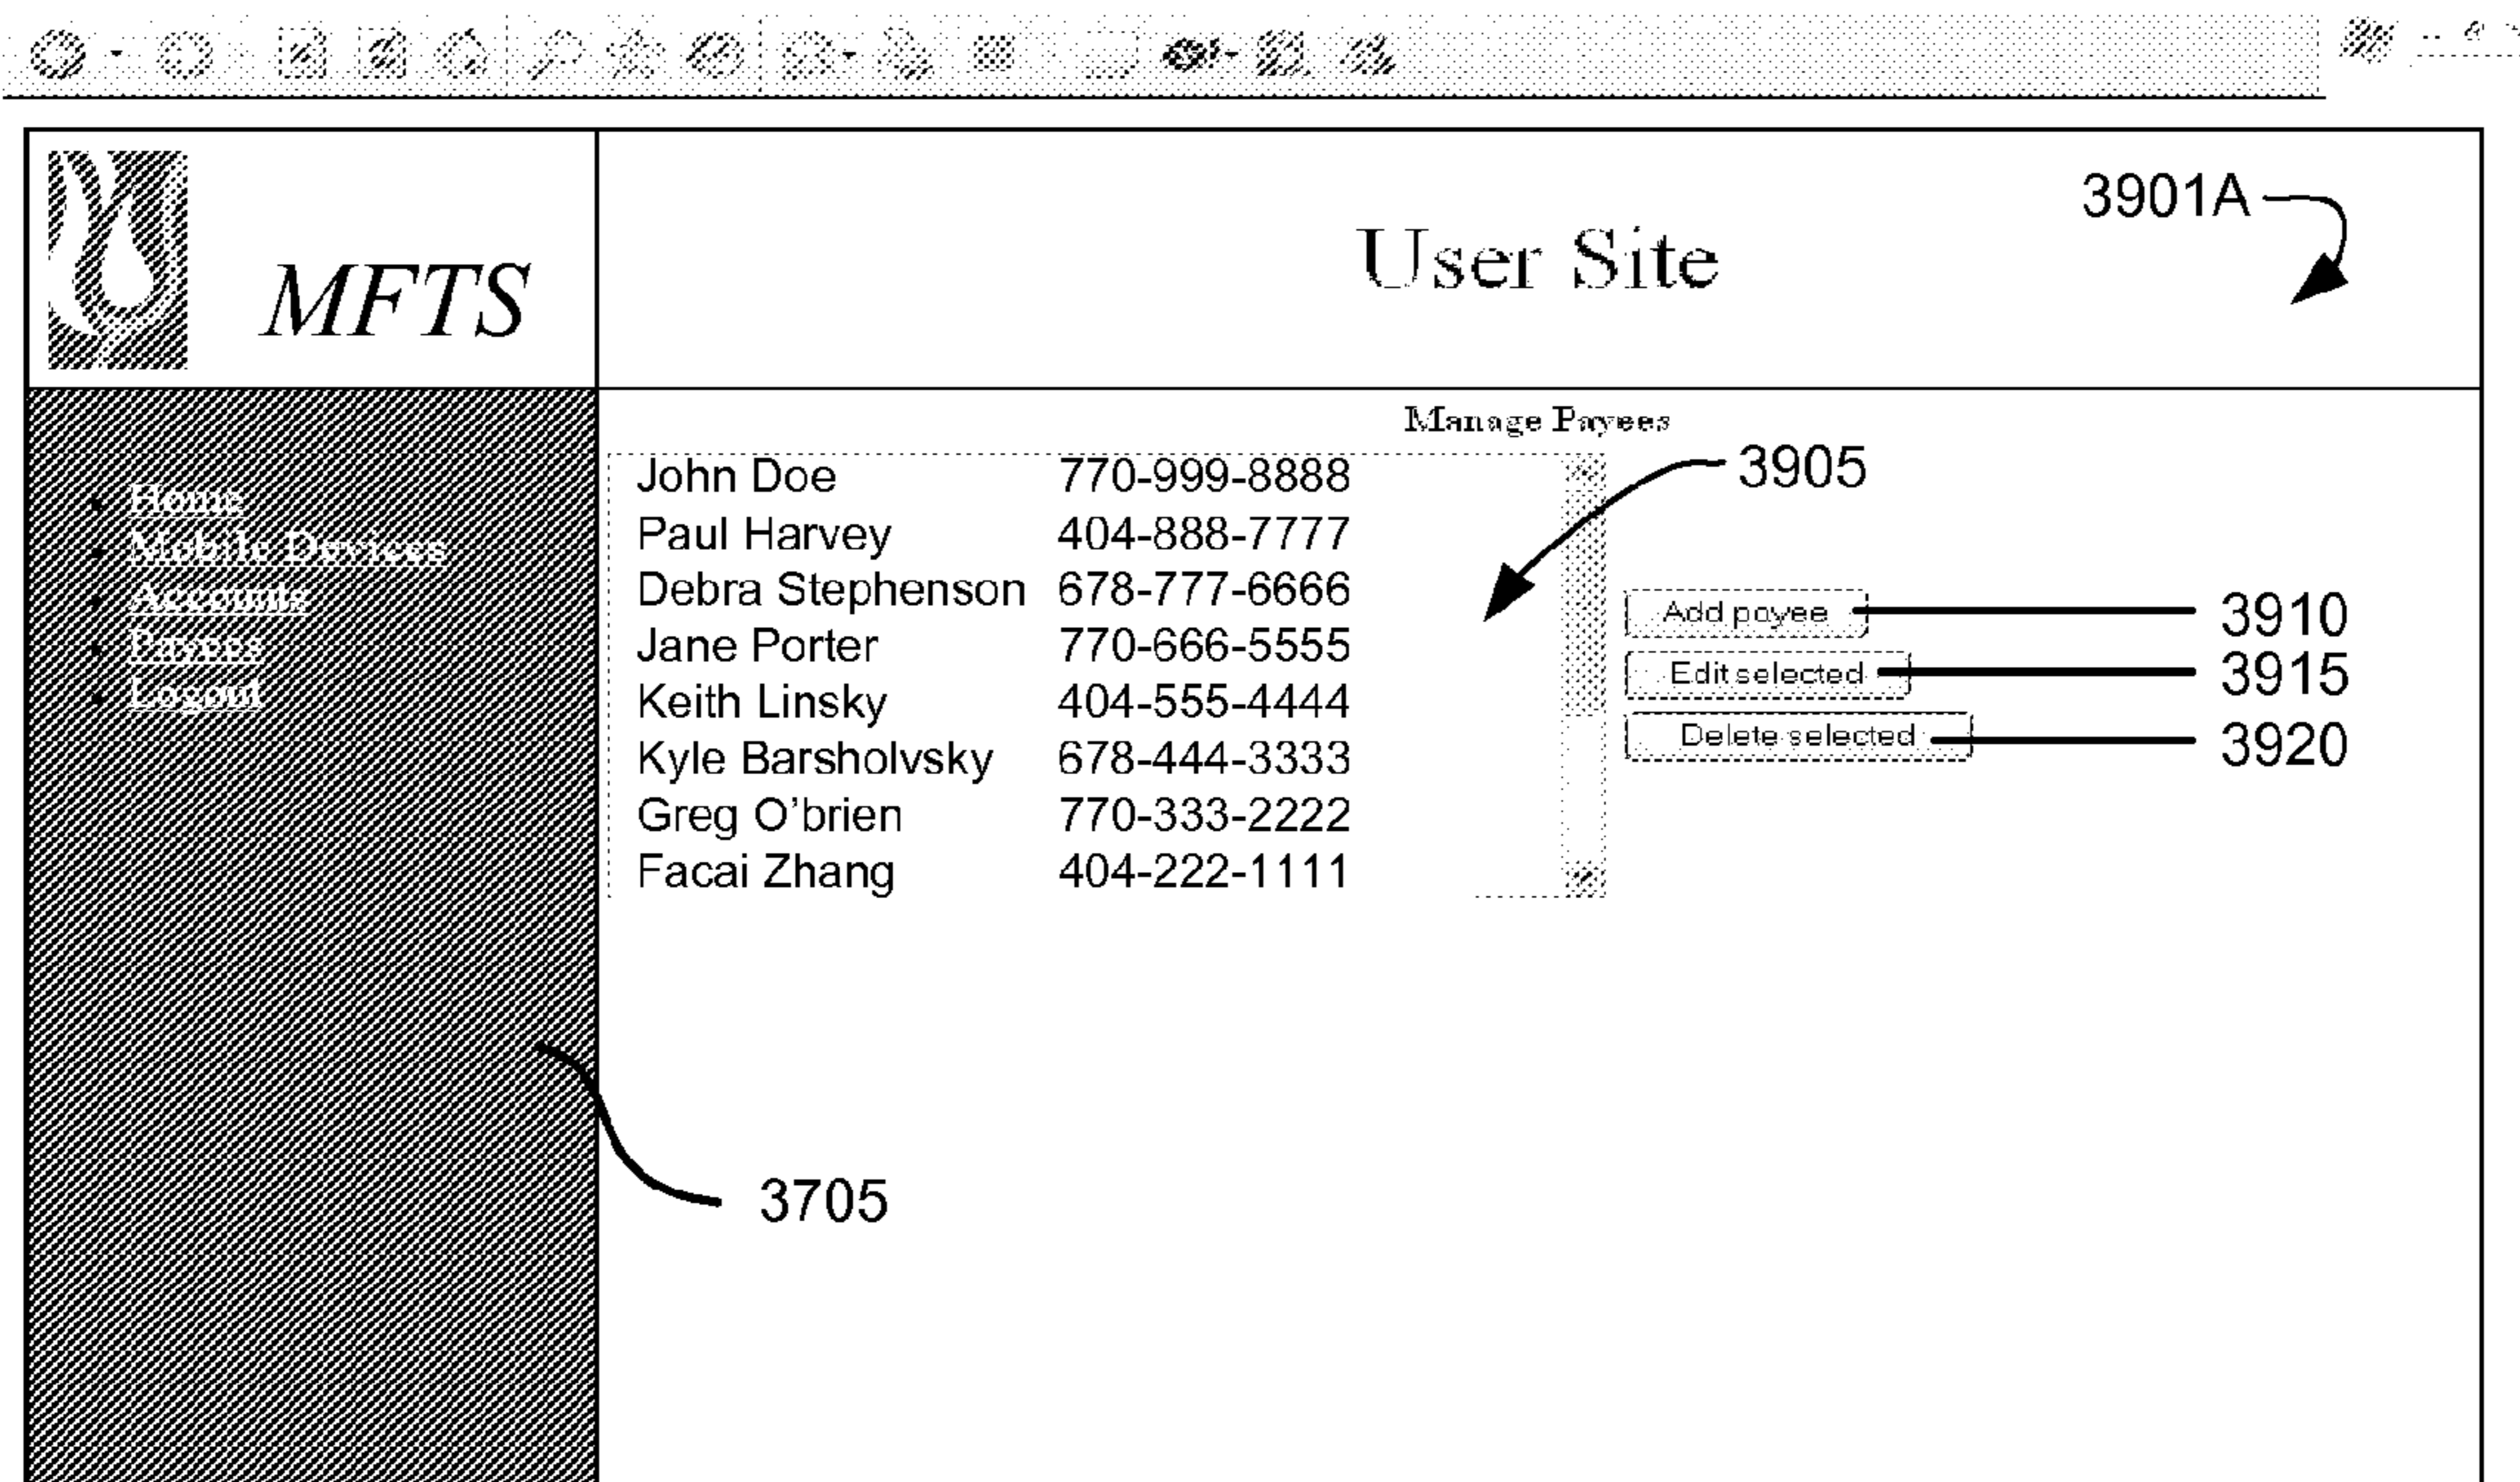 3901A
MFTS
User Site
Manage Payees
3905
Home
Mobile Devices
Accounts
Payees
Logout
John Doe 770-999-8888
Paul Harvey 404-888-7777
Debra Stephenson 678-777-6666
Jane Porter 770-666-5555
Keith Linsky 404-555-4444
Kyle Barsholvsky 678-444-3333
Greg O'brien 770-333-2222
Facai Zhang 404-222-1111
Add payee 3910
Edit selected 3915
Delete selected 3920
3705